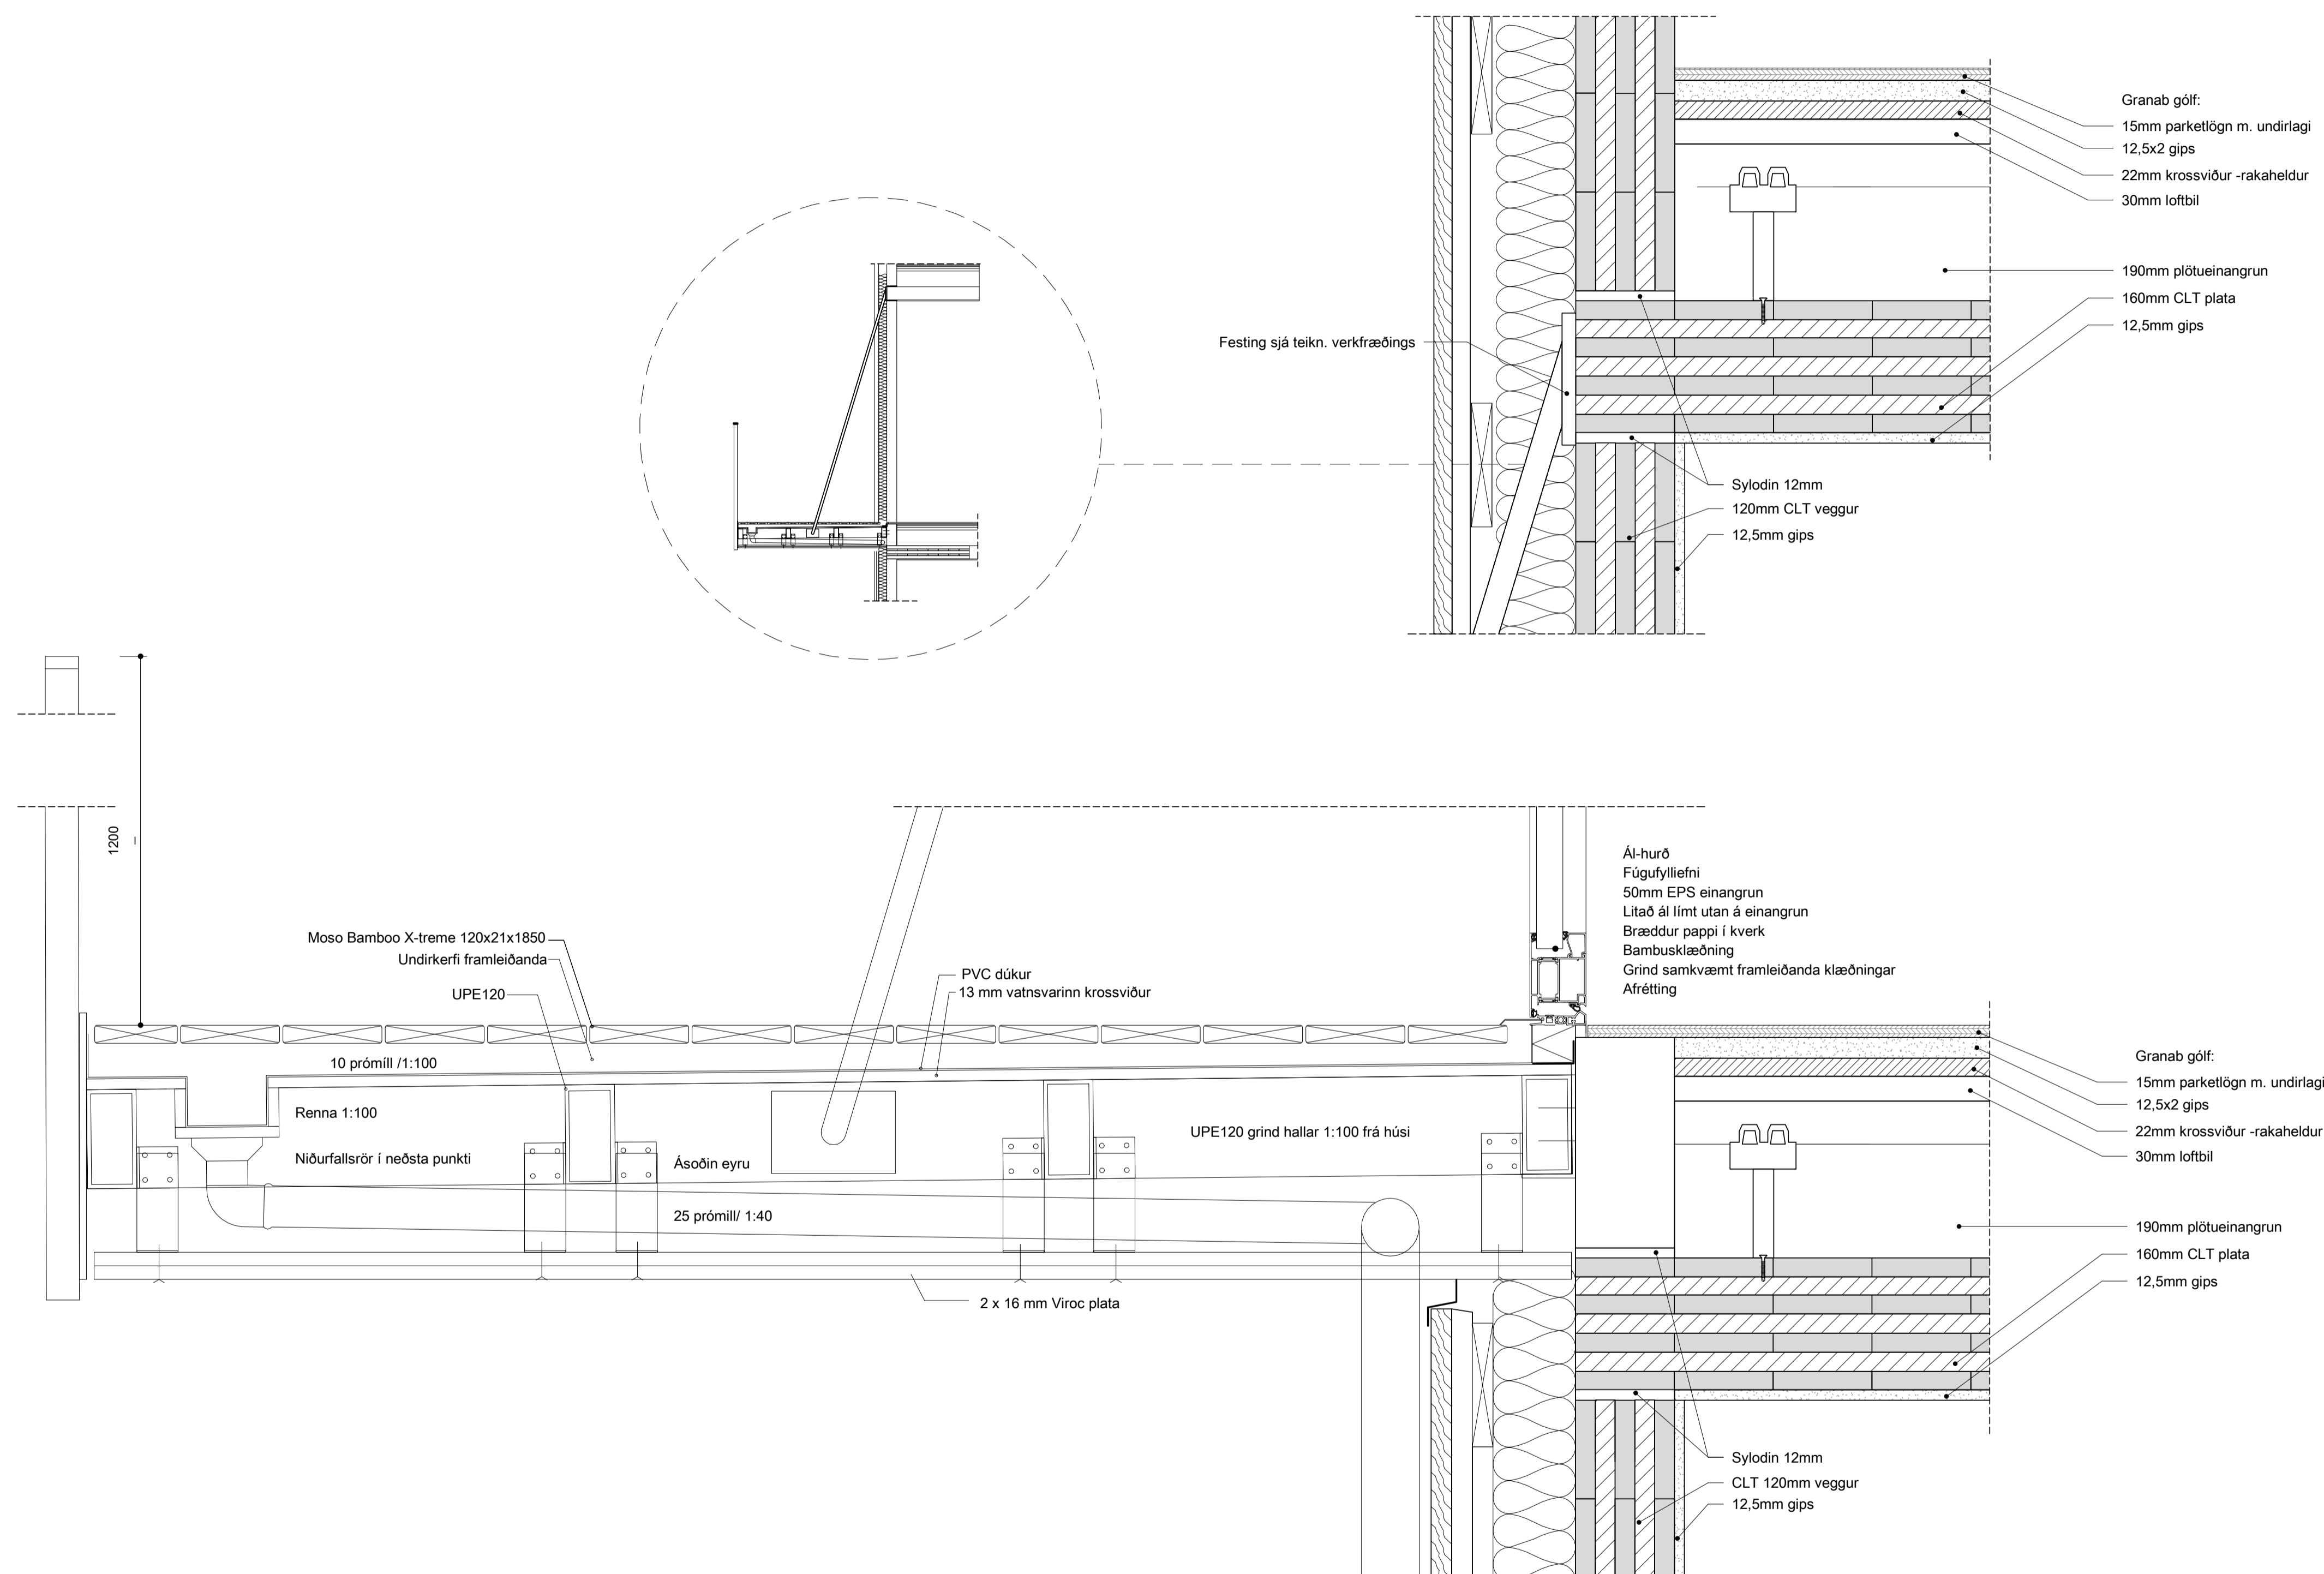 Granab gólf:
15mm parketlögn m. undirlagi
12,5x2 gips
22mm krossviður -rakaheldur
30mm loftbil
190mm plötueinangrun
160mm CLT plata
12,5mm gips
Festing sjá teikn. verkfræðings
Sylodin 12mm
120mm CLT veggur
12,5mm gips
1200
Moso Bamboo X-treme 120x21x1850
Undirkerfi framleiðanda
UPE120
PVC dúkur
13 mm vatnsvarinn krossviður
Ál-hurð
Fúgufylliefni
50mm EPS einangrun
Litað ál límt utan á einangrun
Bræddur pappi í kverk
Bambusklæðning
Grind samkvæmt framleiðanda klæðningar
Afrétting
10 prómíll /1:100
Renna 1:100
Niðurfallsrör í neðsta punkti
Ásoðin eyru
UPE120 grind hallar 1:100 frá húsi
25 prómill/ 1:40
2 x 16 mm Viroc plata
Granab gólf:
15mm parketlögn m. undirlagi
12,5x2 gips
22mm krossviður -rakaheldur
30mm loftbil
190mm plötueinangrun
160mm CLT plata
12,5mm gips
Sylodin 12mm
CLT 120mm veggur
12,5mm gips